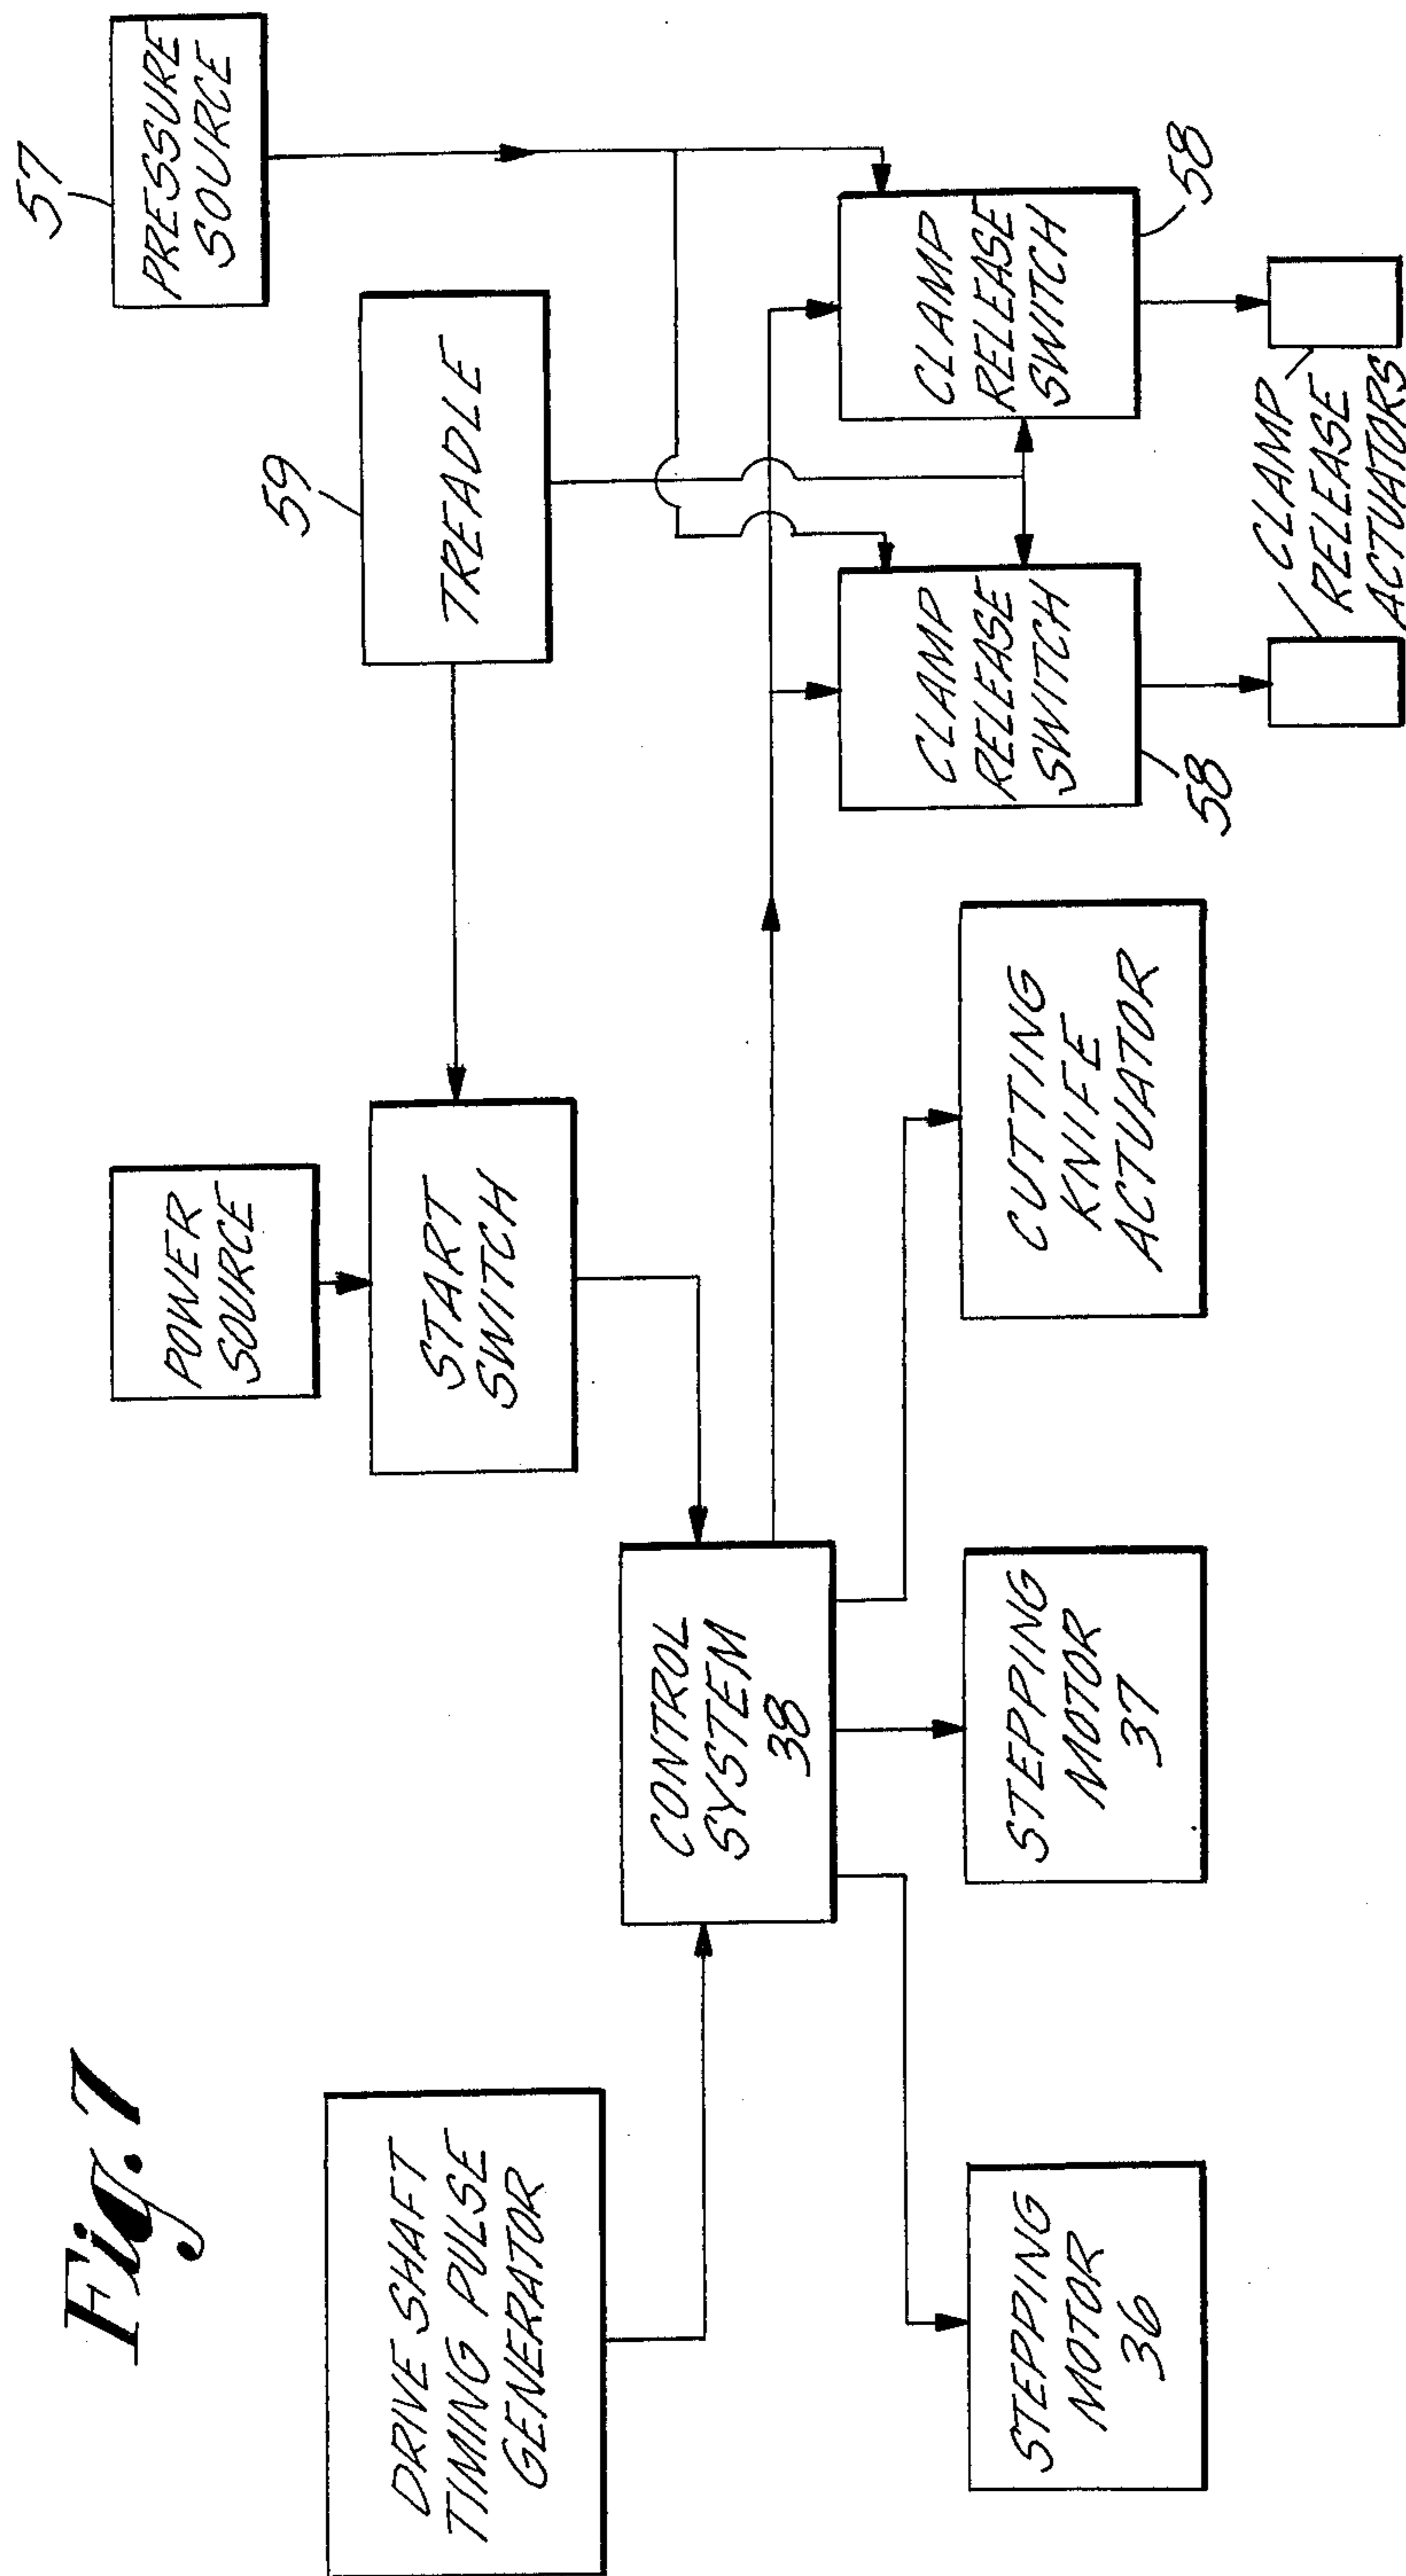 Fig. 7
DRIVE SHAFT
TIMING PULSE
GENERATOR
POWER
SOURCE
START
SWITCH
57
PRESSURE
SOURCE
59
TREADLE
CONTROL
SYSTEM
38
CLAMP
RELEASE
SWITCH
58
CLAMP
RELEASE
SWITCH
58
STEPPING
MOTOR
36
STEPPING
MOTOR
37
CUTTING
KNIFE
ACTUATOR
CLAMP
RELEASE
ACTUATORS